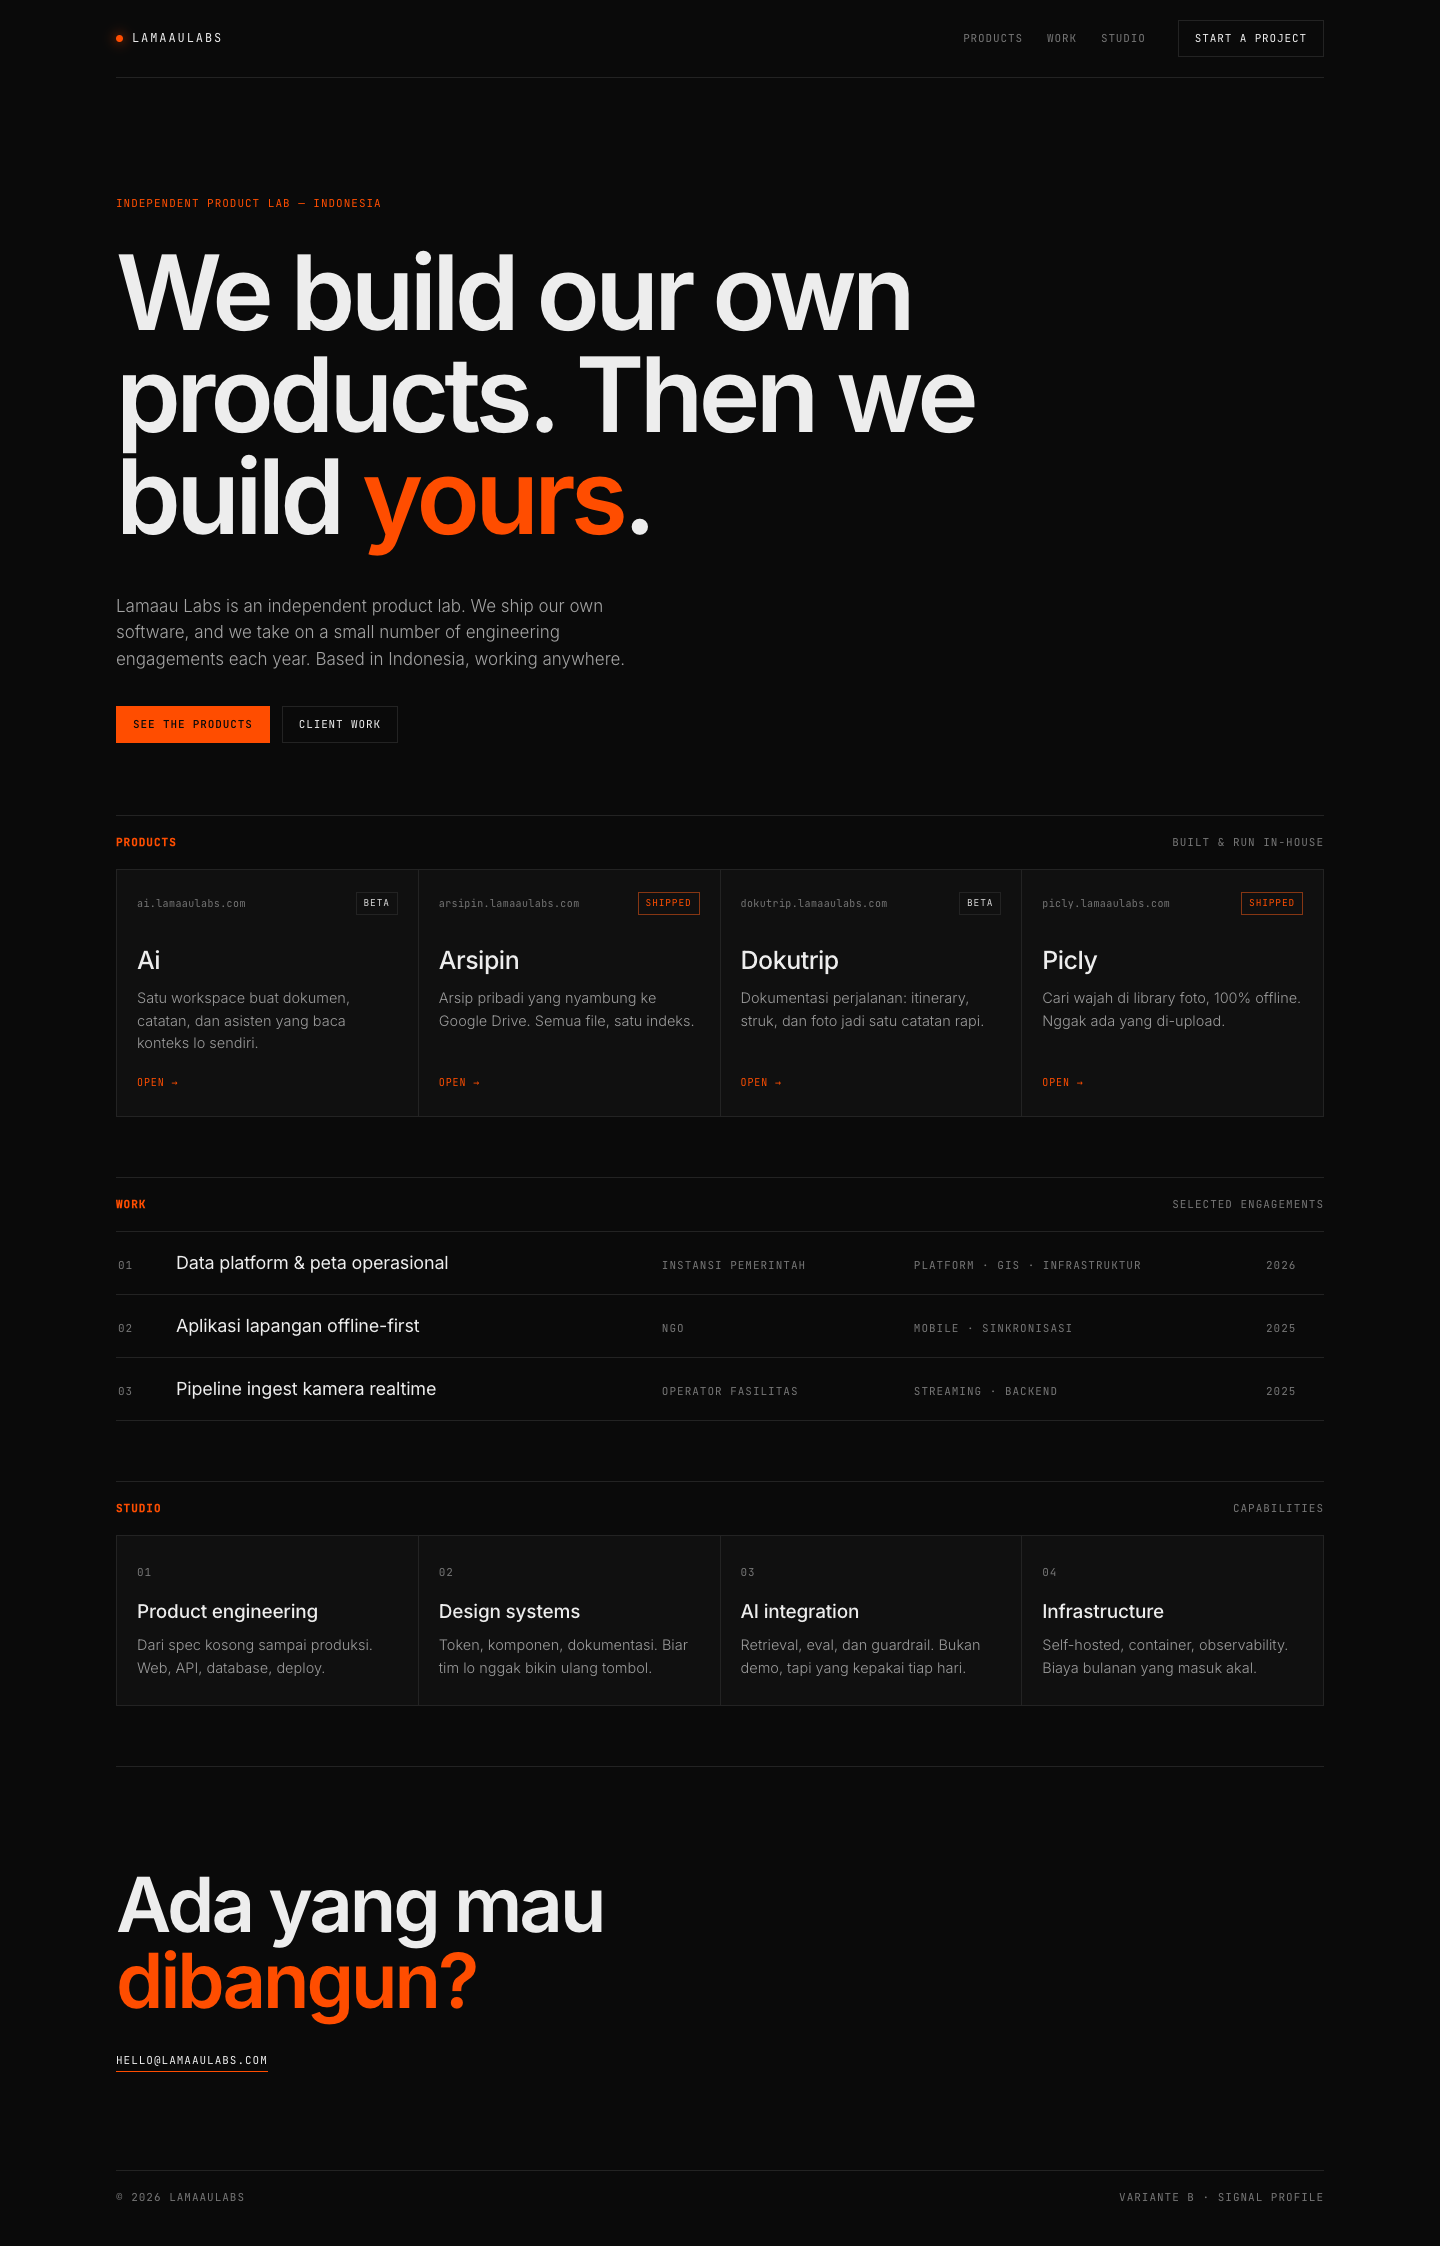 LAMAAULABS
PRODUCTS WORK STUDIO START A PROJECT
INDEPENDENT PRODUCT LAB — INDONESIA
We build our own
products. Then we
build yours.
Lamaau Labs is an independent product lab. We ship our own
software, and we take on a small number of engineering
engagements each year. Based in Indonesia, working anywhere.
SEE THE PRODUCTS CLIENT WORK
PRODUCTS BUILT & RUN IN-HOUSE
ai.lamaaulabs.com BETA
Ai
Satu workspace buat dokumen,
catatan, dan asisten yang baca
konteks lo sendiri.
OPEN →
arsipin.lamaaulabs.com SHIPPED
Arsipin
Arsip pribadi yang nyambung ke
Google Drive. Semua file, satu indeks.
OPEN →
dokutrip.lamaaulabs.com BETA
Dokutrip
Dokumentasi perjalanan: itinerary,
struk, dan foto jadi satu catatan rapi.
OPEN →
picly.lamaaulabs.com SHIPPED
Picly
Cari wajah di library foto, 100% offline.
Nggak ada yang di-upload.
OPEN →
WORK SELECTED ENGAGEMENTS
01 Data platform & peta operasional INSTANSI PEMERINTAH PLATFORM · GIS · INFRASTRUKTUR 2026
02 Aplikasi lapangan offline-first NGO MOBILE · SINKRONISASI 2025
03 Pipeline ingest kamera realtime OPERATOR FASILITAS STREAMING · BACKEND 2025
STUDIO CAPABILITIES
01
Product engineering
Dari spec kosong sampai produksi.
Web, API, database, deploy.
02
Design systems
Token, komponen, dokumentasi. Biar
tim lo nggak bikin ulang tombol.
03
AI integration
Retrieval, eval, dan guardrail. Bukan
demo, tapi yang kepakai tiap hari.
04
Infrastructure
Self-hosted, container, observability.
Biaya bulanan yang masuk akal.
Ada yang mau
dibangun?
HELLO@LAMAAULABS.COM
© 2026 LAMAAULABS VARIANTE B · SIGNAL PROFILE